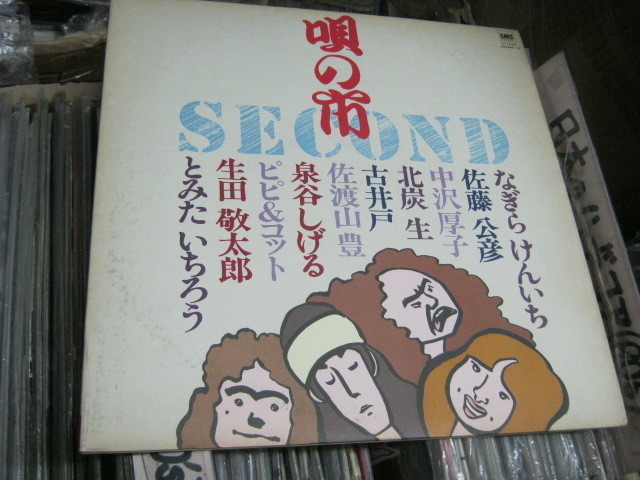 唄の市
SECOND
なぎら けんいち
佐藤 公彦
中沢厚子
北炭 生
古井戸
佐渡山 豊
泉谷しげる
ピピ&コット
生田 敬太郎
とみた いちろう
SMS